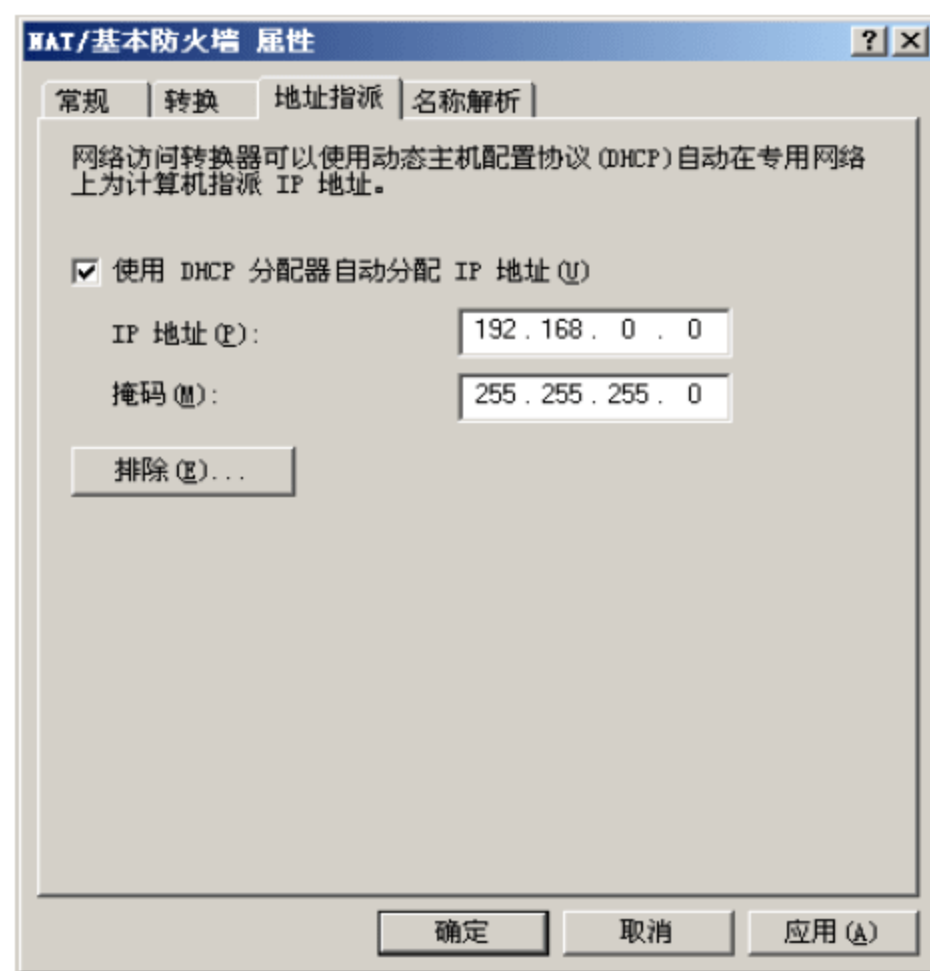 NAT/基本防火墙 属性
常规 转换 地址指派 名称解析
网络访问转换器可以使用动态主机配置协议(DHCP)自动在专用网络
上为计算机指派 IP 地址。
使用 DHCP 分配器自动分配 IP 地址(U)
IP 地址(P): 192.168.0.0
掩码(M): 255.255.255.0
排除(E)...
确定 取消 应用(A)